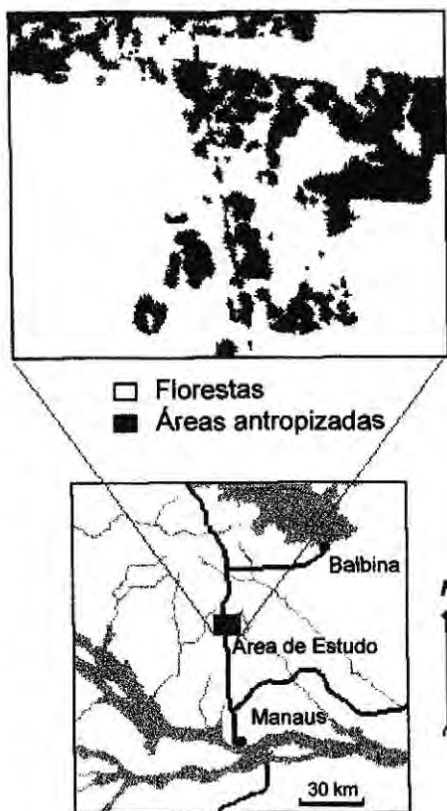 Florestas
Áreas antropizadas
Balbina
Área de Estudo
Manaus
30 km